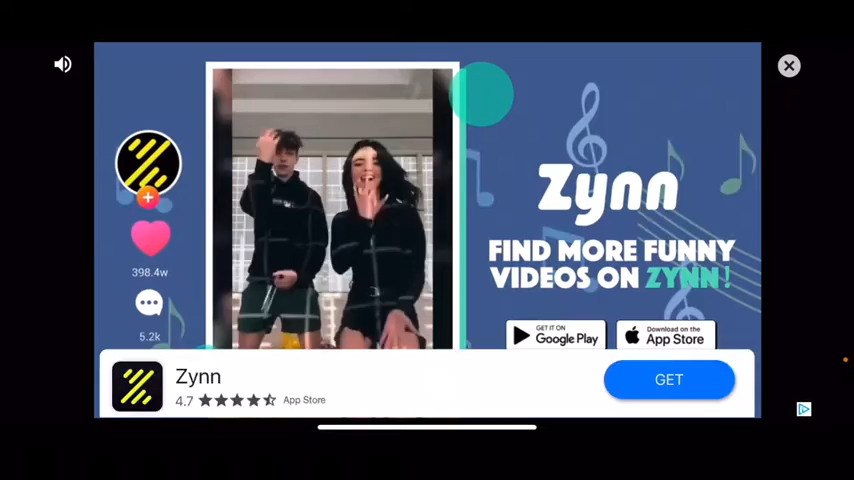 398.4w
5.2k
Zynn
FIND MORE FUNNY
VIDEOS ON ZYNN!
GET IT ON
Google Play
Download on the
App Store
Zynn
4.7 App Store
GET